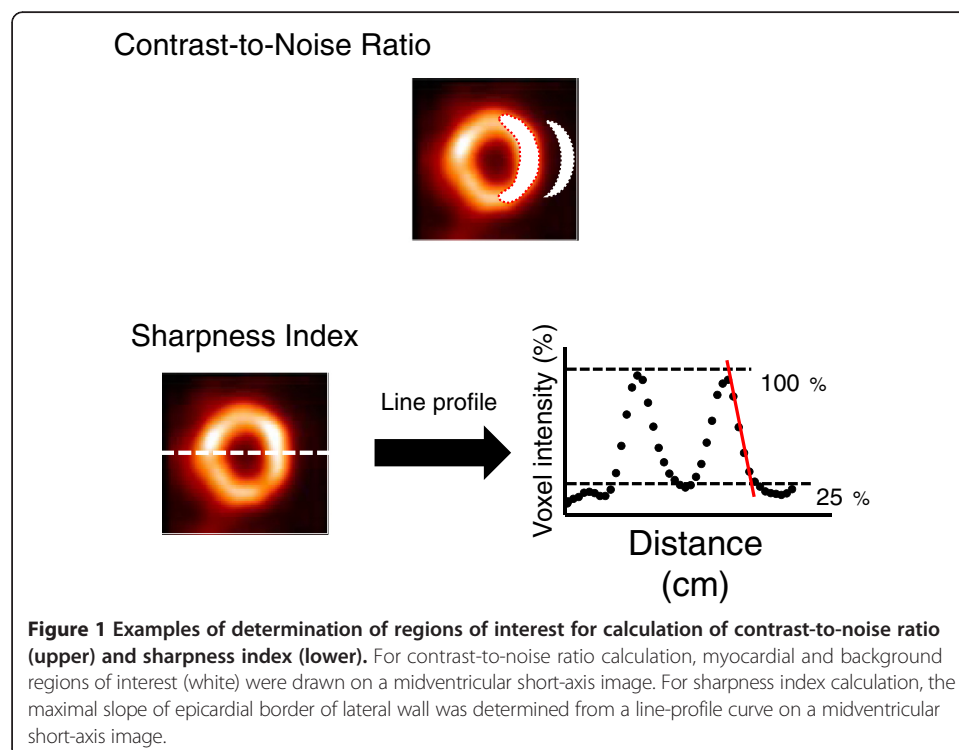 Contrast-to-Noise Ratio
Sharpness Index
Line profile
Voxel intensity (%)
100 %
25 %
Distance
(cm)
Figure 1 Examples of determination of regions of interest for calculation of contrast-to-noise ratio
(upper) and sharpness index (lower). For contrast-to-noise ratio calculation, myocardial and background
regions of interest (white) were drawn on a midventricular short-axis image. For sharpness index calculation, the
maximal slope of epicardial border of lateral wall was determined from a line-profile curve on a midventricular
short-axis image.